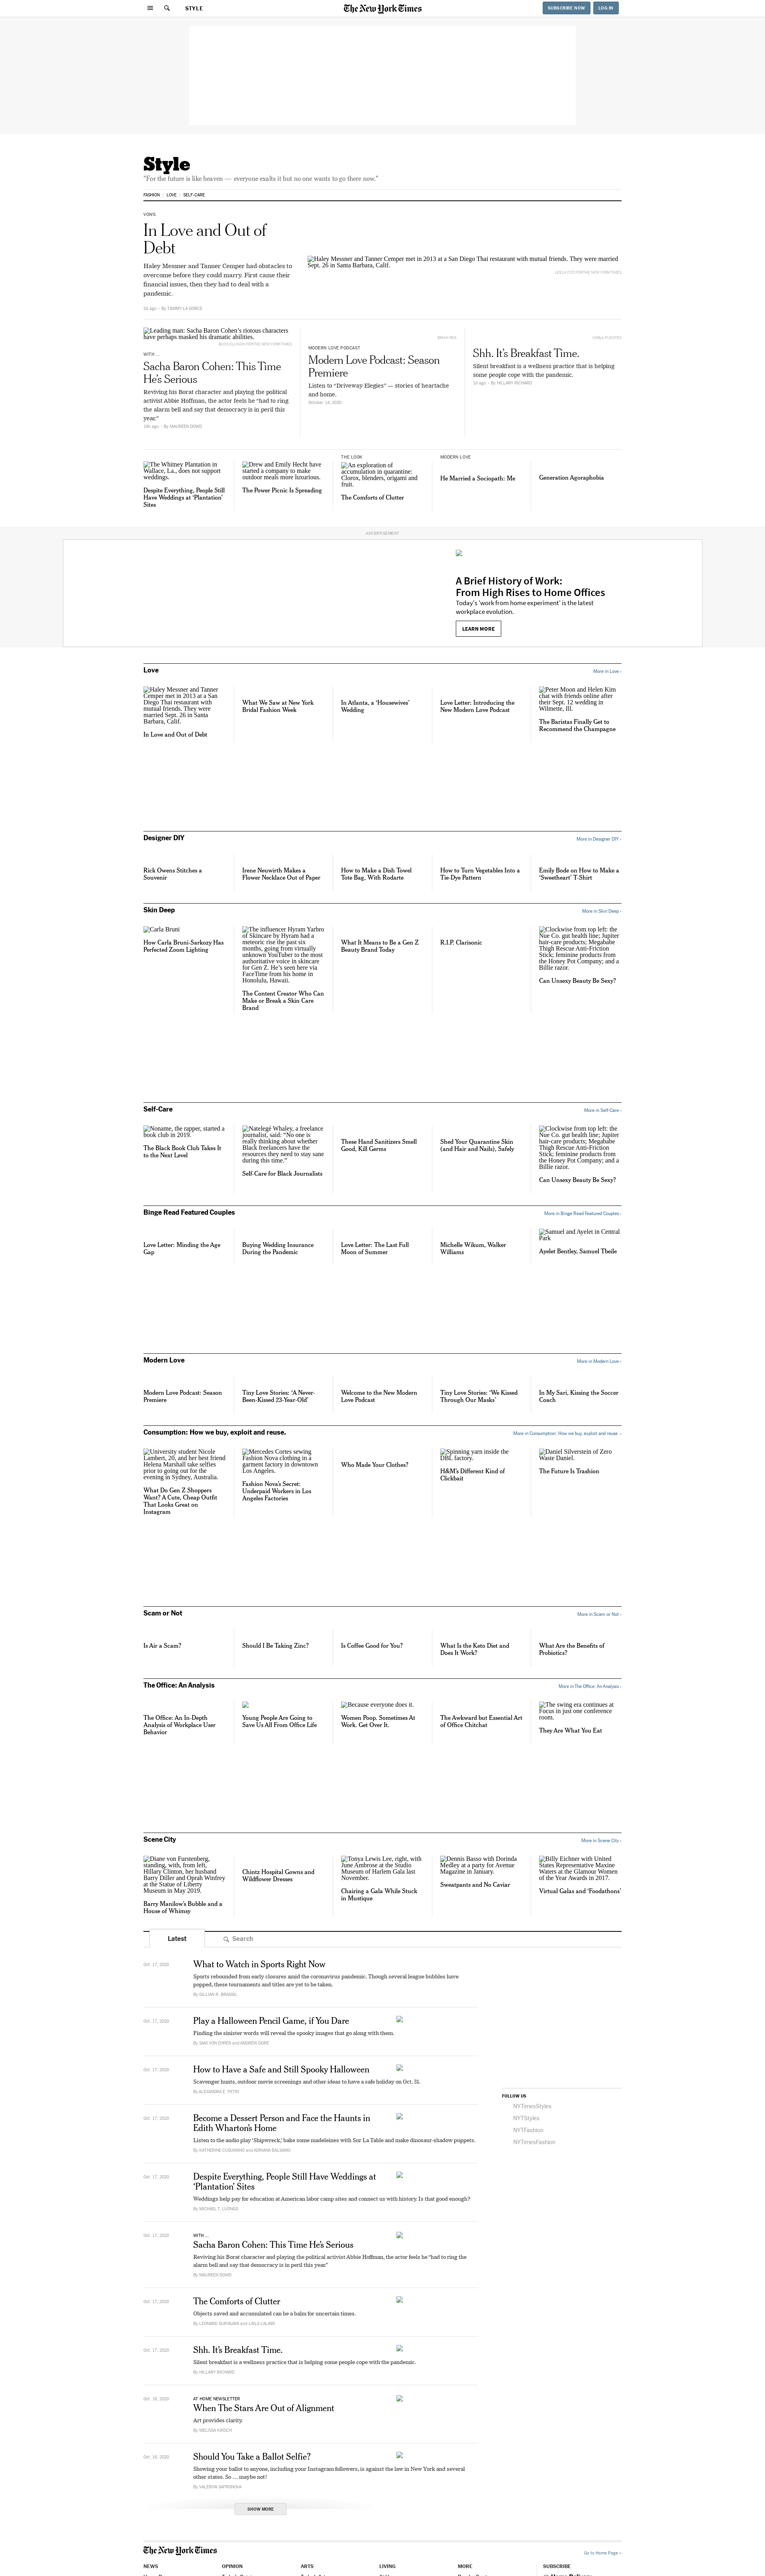 STYLE
The New York Times
SUBSCRIBE NOW
LOG IN
Style
"For the future is like heaven — everyone exalts it but no one wants to go there now."
FASHION
LOVE
SELF-CARE
VOWS
In Love and Out of
Debt
Haley Messner and Tanner Cemper had obstacles to
overcome before they could marry. First came their
financial issues, then they had to deal with a
pandemic.
By TAMMY LA GORCE
Haley Messner and Tanner Cemper met in 2013 at a San Diego Thai restaurant with mutual friends. They were married
Sept. 26 in Santa Barbara, Calif.
Leading man: Sacha Baron Cohen's riotous characters
have perhaps masked his dramatic abilities.
WITH ...
Sacha Baron Cohen: This Time
He's Serious
Reviving his Borat character and playing the political
activist Abbie Hoffman, the actor feels he "had to ring
the alarm bell and say that democracy is in peril this
year."
19h ago · By MAUREEN DOWD
MODERN LOVE PODCAST
Modern Love Podcast: Season
Premiere
Listen to "Driveway Elegies" — stories of heartache
and home.
October 14, 2020
Shh. It's Breakfast Time.
Silent breakfast is a wellness practice that is helping
some people cope with the pandemic.
1d ago · By HILLARY RICHARD
The Whitney Plantation in
Wallace, La., does not support
weddings.
Despite Everything, People Still
Have Weddings at 'Plantation'
Sites
Drew and Emily Hecht have
started a company to make
outdoor meals more luxurious.
The Power Picnic Is Spreading
THE LOOK
An exploration of
accumulation in quarantine:
Clorox, blenders, origami and
fruit.
The Comforts of Clutter
MODERN LOVE
He Married a Sociopath: Me
Generation Agoraphobia
ADVERTISEMENT
A Brief History of Work:
From High Rises to Home Offices
Today's 'work from home experiment' is the latest
workplace evolution.
LEARN MORE
Love
More in Love ›
Haley Messner and Tanner
Cemper met in 2013 at a San
Diego Thai restaurant with
mutual friends. They were
married Sept. 26 in Santa
Barbara, Calif.
In Love and Out of Debt
What We Saw at New York
Bridal Fashion Week
In Atlanta, a 'Housewives'
Wedding
Love Letter: Introducing the
New Modern Love Podcast
Peter Moon and Helen Kim
chat with friends online after
their Sept. 12 wedding in
Wilmette, Ill.
The Baristas Finally Get to
Recommend the Champagne
Designer DIY
More in Designer DIY ›
Rick Owens Stitches a
Souvenir
Irene Neuwirth Makes a
Flower Necklace Out of Paper
How to Make a Dish Towel
Tote Bag, With Rodarte
How to Turn Vegetables Into a
Tie-Dye Pattern
Emily Bode on How to Make a
'Sweetheart' T-Shirt
Skin Deep
More in Skin Deep ›
Carla Bruni
How Carla Bruni-Sarkozy Has
Perfected Zoom Lighting
The influencer Hyram Yarbro
of Skincare by Hyram had a
meteoric rise the past six
months, going from virtually
unknown YouTuber to the most
authoritative voice in skincare
for Gen Z. He's seen here via
FaceTime from his home in
Honolulu, Hawaii.
The Content Creator Who Can
Make or Break a Skin Care
Brand
What It Means to Be a Gen Z
Beauty Brand Today
R.I.P. Clarisonic
Clockwise from top left: the
Nue Co. gut health line; Jupiter
hair-care products; Megababe
Thigh Rescue Anti-Friction
Stick; feminine products from
the Honey Pot Company; and a
Billie razor.
Can Unsexy Beauty Be Sexy?
Self-Care
More in Self-Care ›
Noname, the rapper, started a
book club in 2019.
The Black Book Club Takes It
to the Next Level
Natelegé Whaley, a freelance
journalist, said: "No one is
really thinking about whether
Black freelancers have the
resources they need to stay sane
during this time."
Self-Care for Black Journalists
These Hand Sanitizers Smell
Good, Kill Germs
Shed Your Quarantine Skin
(and Hair and Nails), Safely
Clockwise from top left: the
Nue Co. gut health line; Jupiter
hair-care products; Megababe
Thigh Rescue Anti-Friction
Stick; feminine products from
the Honey Pot Company; and a
Billie razor.
Can Unsexy Beauty Be Sexy?
Binge Read Featured Couples
More in Binge Read Featured Couples ›
Love Letter: Minding the Age
Gap
Buying Wedding Insurance
During the Pandemic
Love Letter: The Last Full
Moon of Summer
Michelle Wikum, Walker
Williams
Samuel and Ayelet in Central
Park
Ayelet Bentley, Samuel Tbeile
Modern Love
More in Modern Love ›
Modern Love Podcast: Season
Premiere
Tiny Love Stories: 'A Never-
Been-Kissed 23-Year-Old'
Welcome to the New Modern
Love Podcast
Tiny Love Stories: 'We Kissed
Through Our Masks'
In My Sari, Kissing the Soccer
Coach
Consumption: How we buy, exploit and reuse.
More in Consumption: How we buy, exploit and reuse. ›
University student Nicole
Lambert, 20, and her best friend
Helena Marshall take selfies
prior to going out for the
evening in Sydney, Australia.
What Do Gen Z Shoppers
Want? A Cute, Cheap Outfit
That Looks Great on
Instagram
Mercedes Cortes sewing
Fashion Nova clothing in a
garment factory in downtown
Los Angeles.
Fashion Nova's Secret:
Underpaid Workers in Los
Angeles Factories
Who Made Your Clothes?
Spinning yarn inside the
DBL factory.
H&M's Different Kind of
Clickbait
Daniel Silverstein of Zero
Waste Daniel.
The Future Is Trashion
Scam or Not
More in Scam or Not ›
Is Air a Scam?
Should I Be Taking Zinc?
Is Coffee Good for You?
What Is the Keto Diet and
Does It Work?
What Are the Benefits of
Probiotics?
The Office: An Analysis
More in The Office: An Analysis ›
The Office: An In-Depth
Analysis of Workplace User
Behavior
Young People Are Going to
Save Us All From Office Life
Because everyone does it.
Women Poop. Sometimes At
Work. Get Over It.
The Awkward but Essential Art
of Office Chitchat
The swing era continues at
Focus in just one conference
room.
They Are What You Eat
Scene City
More in Scene City ›
Diane von Furstenberg,
standing, with, from left,
Hillary Clinton, her husband
Barry Diller and Oprah Winfrey
at the Statue of Liberty
Museum in May 2019.
Barry Manilow's Bubble and a
House of Whimsy
Chintz Hospital Gowns and
Wildflower Dresses
Tonya Lewis Lee, right, with
June Ambrose at the Studio
Museum of Harlem Gala last
November.
Chairing a Gala While Stuck
in Mustique
Dennis Basso with Dorinda
Medley at a party for Avenue
Magazine in January.
Sweatpants and No Caviar
Billy Eichner with United
States Representative Maxine
Waters at the Glamour Women
of the Year Awards in 2017.
Virtual Galas and 'Foodathons'
Latest
Search
Oct. 17, 2020
What to Watch in Sports Right Now
Sports rebounded from early closures amid the coronavirus pandemic. Though several league bubbles have
popped, these tournaments and titles are yet to be taken.
By GILLIAN R. BRASSIL
Oct. 17, 2020
Play a Halloween Pencil Game, if You Dare
Finding the sinister words will reveal the spooky images that go along with them.
By SAM VON EHREN and ANDREW SORE
Oct. 17, 2020
How to Have a Safe and Still Spooky Halloween
Scavenger hunts, outdoor movie screenings and other ideas to have a safe holiday on Oct. 31.
By ALEXANDRA E. PETRI
Oct. 17, 2020
Become a Dessert Person and Face the Haunts in
Edith Wharton's Home
Listen to the audio play 'Shipwreck,' bake some madeleines with Sur La Table and make dinosaur-shadow puppets.
By KATHERINE CUSUMANO and ADRIANA BALSAMO
Oct. 17, 2020
Despite Everything, People Still Have Weddings at
'Plantation' Sites
Weddings help pay for education at American labor camp sites and connect us with history. Is that good enough?
By MICHAEL T. LUONGO
Oct. 17, 2020
WITH ...
Sacha Baron Cohen: This Time He's Serious
Reviving his Borat character and playing the political activist Abbie Hoffman, the actor feels he "had to ring the
alarm bell and say that democracy is in peril this year."
By MAUREEN DOWD
Oct. 17, 2020
The Comforts of Clutter
Objects saved and accumulated can be a balm for uncertain times.
Oct. 17, 2020
Shh. It's Breakfast Time.
Silent breakfast is a wellness practice that is helping some people cope with the pandemic.
By HILLARY RICHARD
Oct. 16, 2020
AT HOME NEWSLETTER
When The Stars Are Out of Alignment
Art provides clarity.
By MELISSA KIRSCH
Oct. 16, 2020
Should You Take a Ballot Selfie?
Showing your ballot to anyone, including your Instagram followers, is against the law in New York and several
other states. So … maybe not!
By VALERIYA SAFRONOVA
SHOW MORE
FOLLOW US
NYTimesStyles
NYTStyles
NYTFashion
NYTimesFashion
The New York Times
Go to Home Page »
NEWS
OPINION
ARTS
LIVING
MORE
SUBSCRIBE